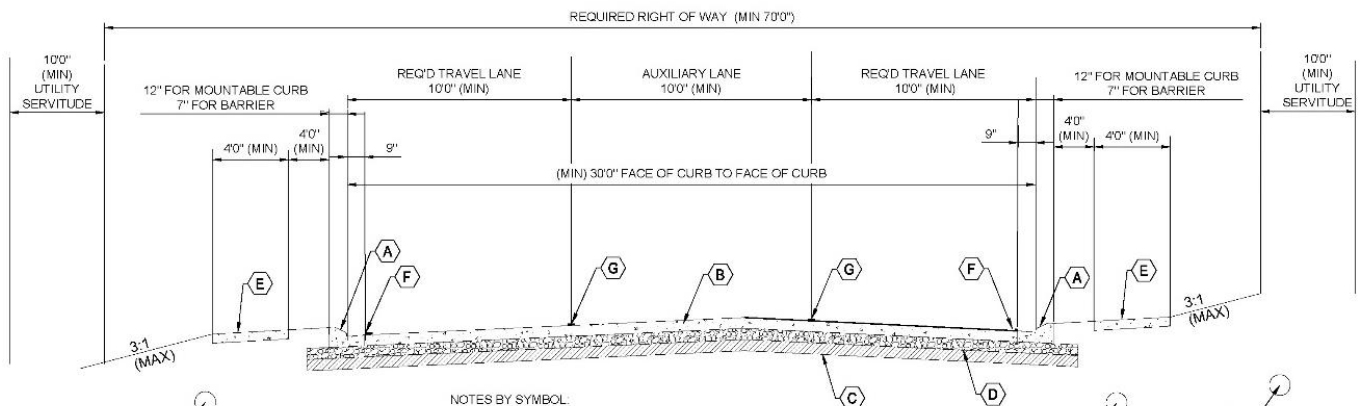 REQUIRED RIGHT OF WAY (MIN 70'0")
10'0"
(MIN)
UTILITY
SERVITUDE
12" FOR MOUNTABLE CURB
7" FOR BARRIER
REQ'D TRAVEL LANE
10'0" (MIN)
AUXILIARY LANE
10'0" (MIN)
REQ'D TRAVEL LANE
10'0" (MIN)
12" FOR MOUNTABLE CURB
7" FOR BARRIER
10'0"
(MIN)
UTILITY
SERVITUDE
4'0" (MIN)
4'0"
(MIN)
9"
9"
4'0"
(MIN)
4'0" (MIN)
(MIN) 30'0" FACE OF CURB TO FACE OF CURB
E
A
F
G
B
G
F
A
E
3:1
(MAX)
3:1
(MAX)
C
D
NOTES BY SYMBOL: